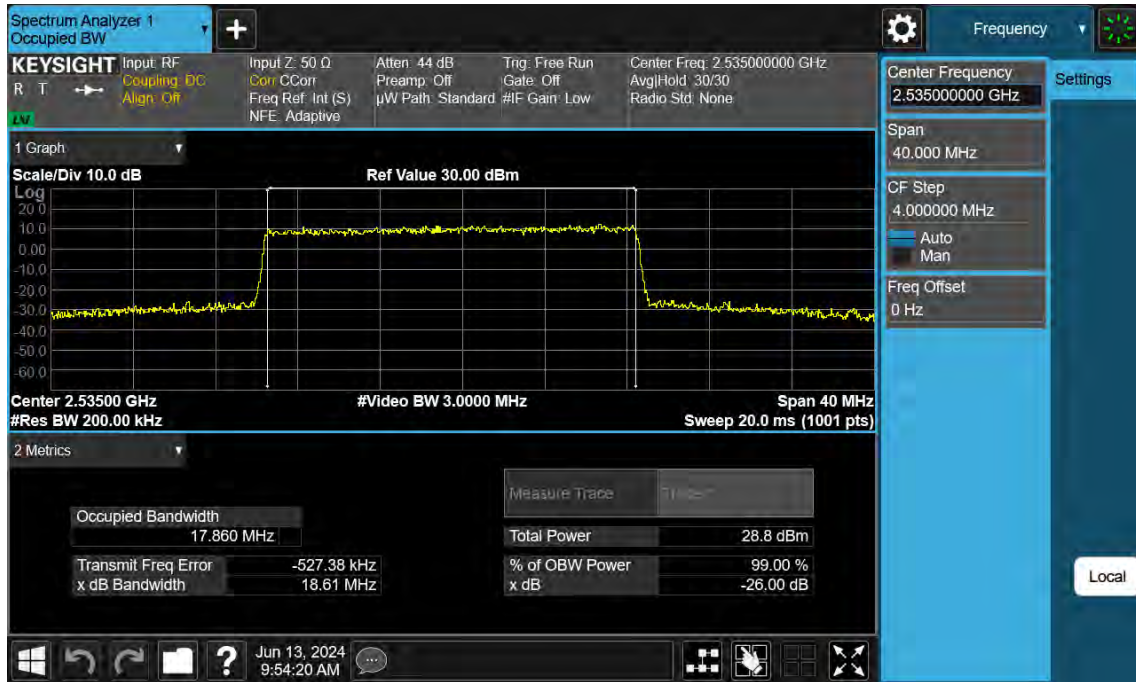 Spectrum Analyzer 1
Occupied BW
+
Frequency
KEYSIGHT
R T
Input: RF
Coupling: DC
Align: Off
Input Z: 50 Ω
Corr CCorr
Freq Ref: Int (S)
NFE: Adaptive
Atten: 44 dB
Preamp: Off
µW Path: Standard
Trig: Free Run
Gate: Off
#IF Gain: Low
Center Freq: 2.535000000 GHz
Avg|Hold: 30/30
Radio Std: None
1 Graph
Scale/Div 10.0 dB
Ref Value 30.00 dBm
Log
20.0
10.0
0.00
-10.0
-20.0
-30.0
-40.0
-50.0
-60.0
Center 2.53500 GHz
#Video BW 3.0000 MHz
Span 40 MHz
#Res BW 200.00 kHz
Sweep 20.0 ms (1001 pts)
2 Metrics
Measure Trace
Occupied Bandwidth
17.860 MHz
Total Power 28.8 dBm
Transmit Freq Error -527.38 kHz
% of OBW Power 99.00 %
x dB Bandwidth 18.61 MHz
x dB -26.00 dB
Center Frequency
2.535000000 GHz
Settings
Span
40.000 MHz
CF Step
4.000000 MHz
Auto
Man
Freq Offset
0 Hz
Local
?
Jun 13, 2024
9:54:20 AM